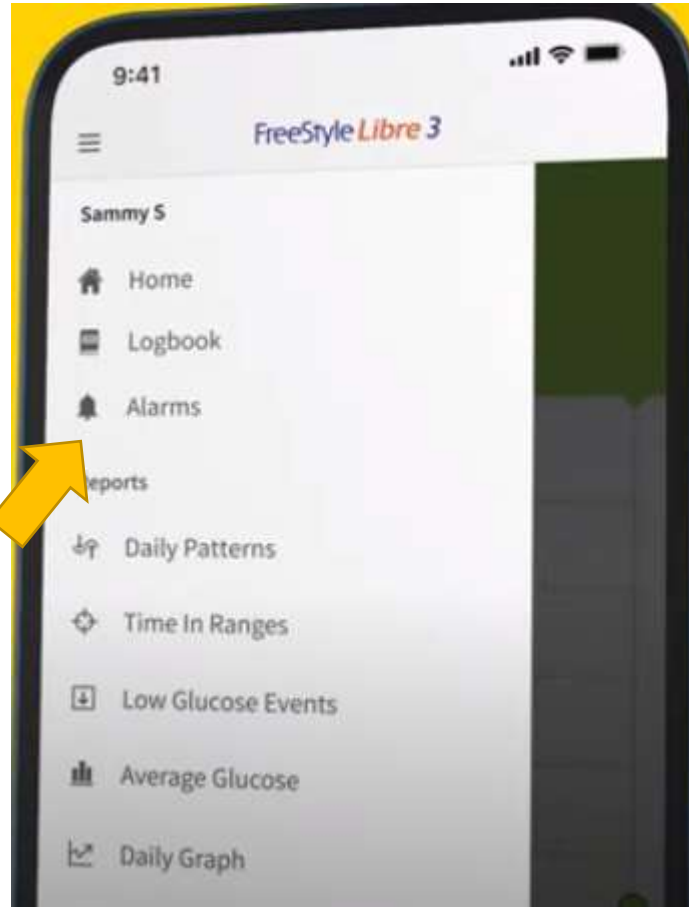 9:41
FreeStyle Libre 3
Sammy S
Home
Logbook
Alarms
eports
Daily Patterns
Time In Ranges
Low Glucose Events
Average Glucose
Daily Graph